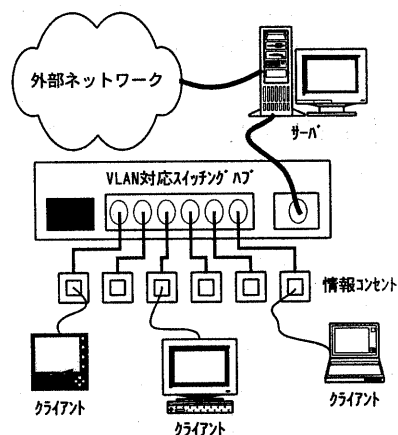 外部ネットワーク
サーバ
VLAN対応スイッチングハブ
情報コンセント
クライアント
クライアント
クライアント